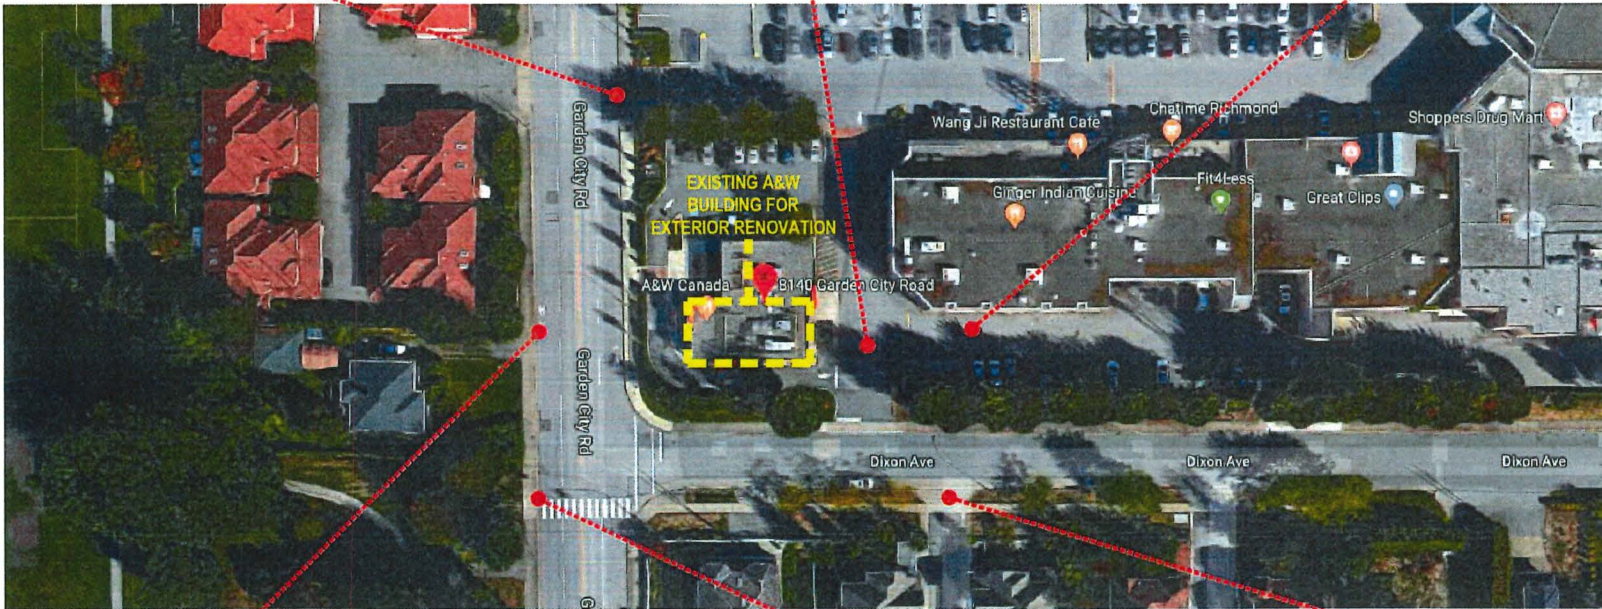 Garden City Rd
Wang Ji Restaurant Cafe
Chatime Richmond
Shoppers Drug Mart
EXISTING A&W
BUILDING FOR
EXTERIOR RENOVATION
Ginger Indian Cuisine
Fit4Less
Great Clips
A&W Canada
8140 Garden City Road
Garden City Rd
Dixon Ave
Dixon Ave
Dixon Ave
G